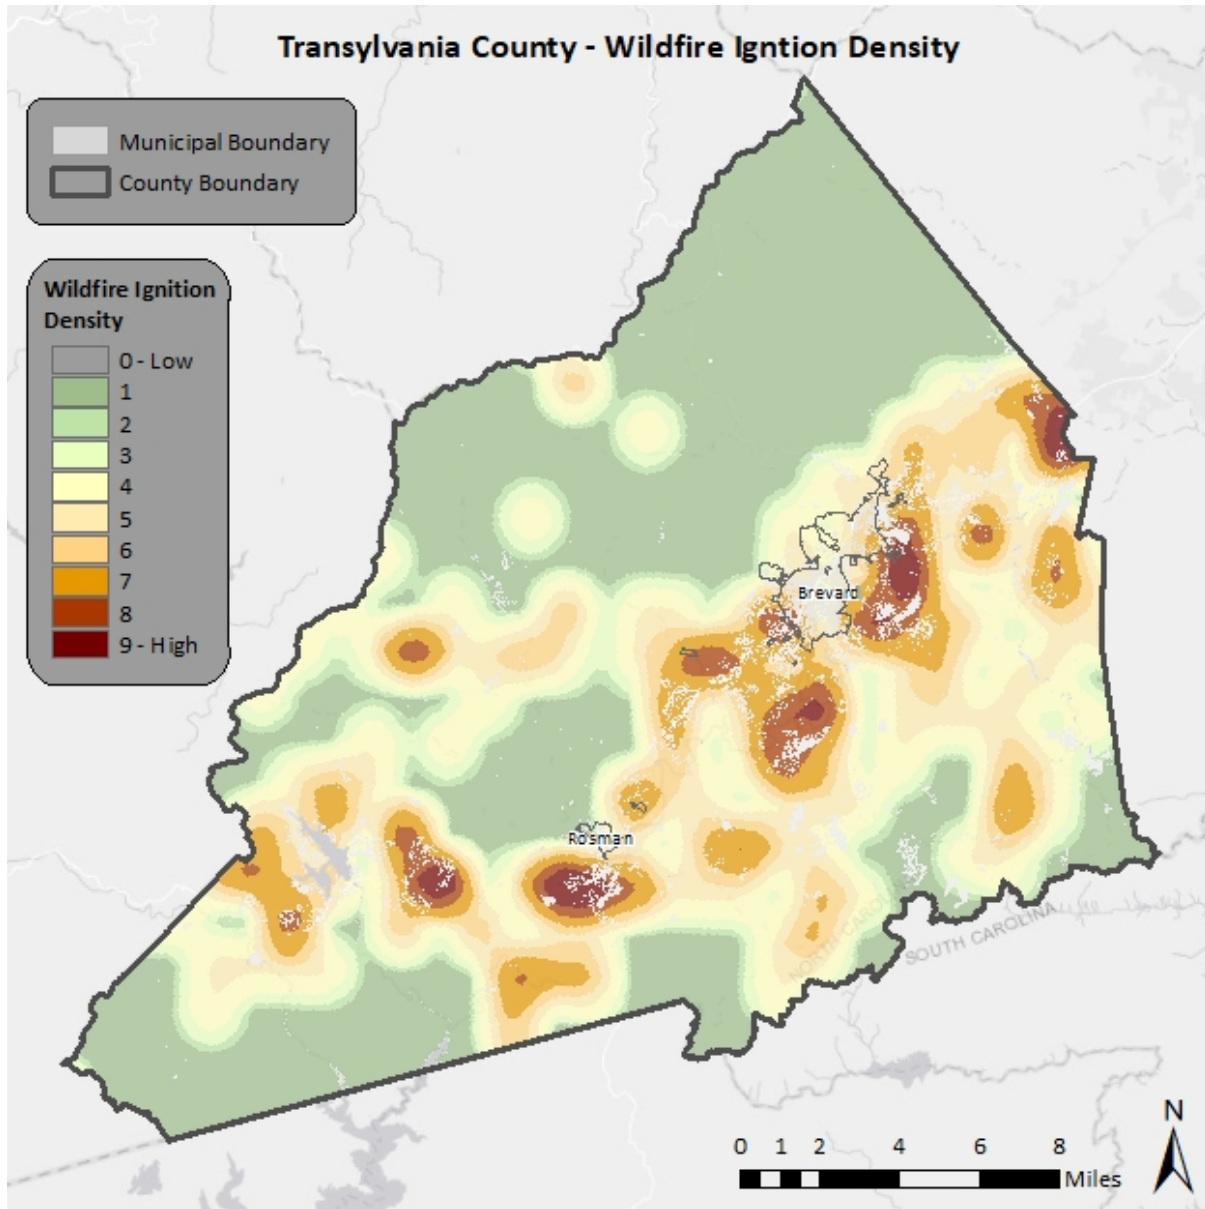 Transylvania County - Wildfire Igntion Density
Municipal Boundary
County Boundary
Wildfire Ignition
Density
0 - Low
1
2
3
4
5
6
7
8
9 - High
Brevard
Rosman
NORTH CAROLINA
SOUTH CAROLINA
N
0 1 2 4 6 8
Miles